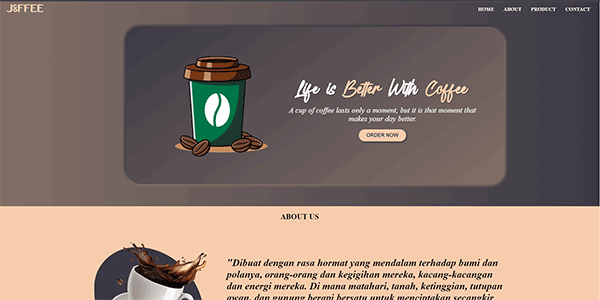 JOFFEE
HOME ABOUT PRODUCT CONTACT
Life is Better With Coffee
A cup of coffee lasts only a moment, but it is that moment that
makes your day better.
ORDER NOW
ABOUT US
"Dibuat dengan rasa hormat yang mendalam terhadap bumi dan
polanya, orang-orang dan kegigihan mereka, kacang-kacangan
dan energi mereka. Di mana matahari, tanah, ketinggian, tutupan
awan, dan gunung berapi bersatu untuk menciptakan secangkir